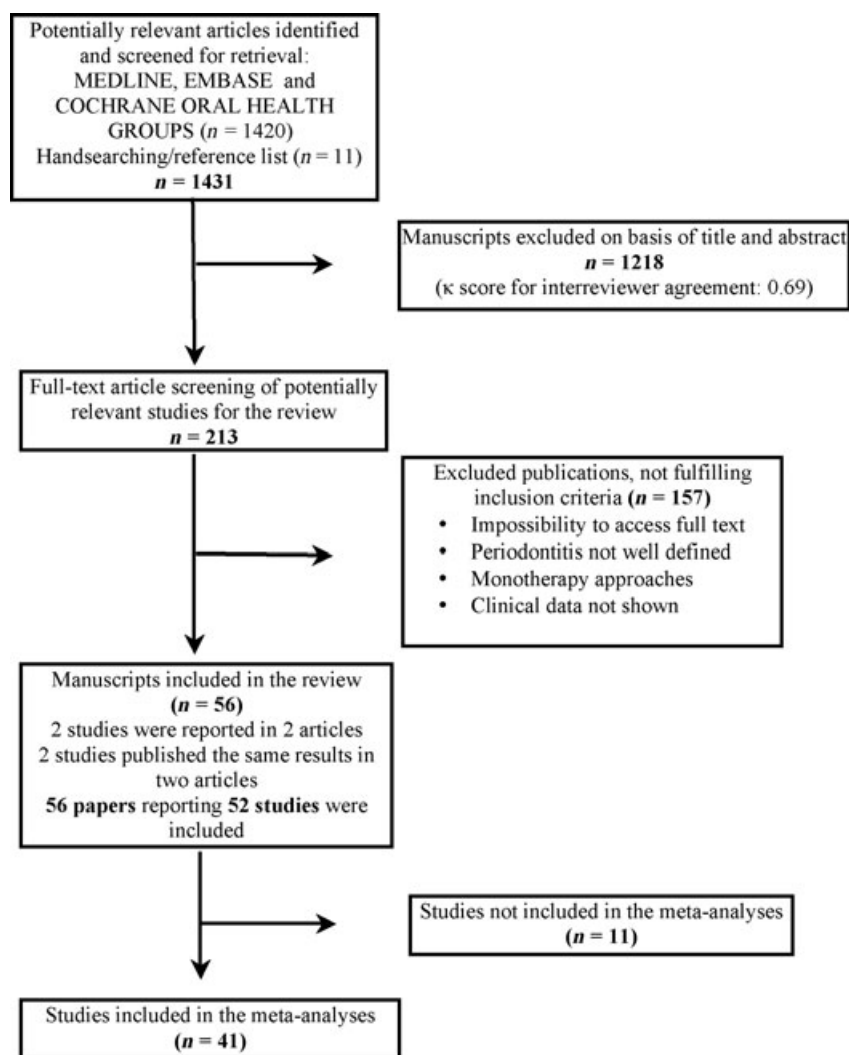 Potentially relevant articles identified
and screened for retrieval:
MEDLINE, EMBASE and
COCHRANE ORAL HEALTH
GROUPS (n = 1420)
Handsearching/reference list (n = 11)
n = 1431
Manuscripts excluded on basis of title and abstract
n = 1218
(κ score for interreviewer agreement: 0.69)
Full-text article screening of potentially
relevant studies for the review
n = 213
Excluded publications, not fulfilling
inclusion criteria (n = 157)
• Impossibility to access full text
• Periodontitis not well defined
• Monotherapy approaches
• Clinical data not shown
Manuscripts included in the review
(n = 56)
2 studies were reported in 2 articles
2 studies published the same results in
two articles
56 papers reporting 52 studies were
included
Studies not included in the meta-analyses
(n = 11)
Studies included in the meta-analyses
(n = 41)